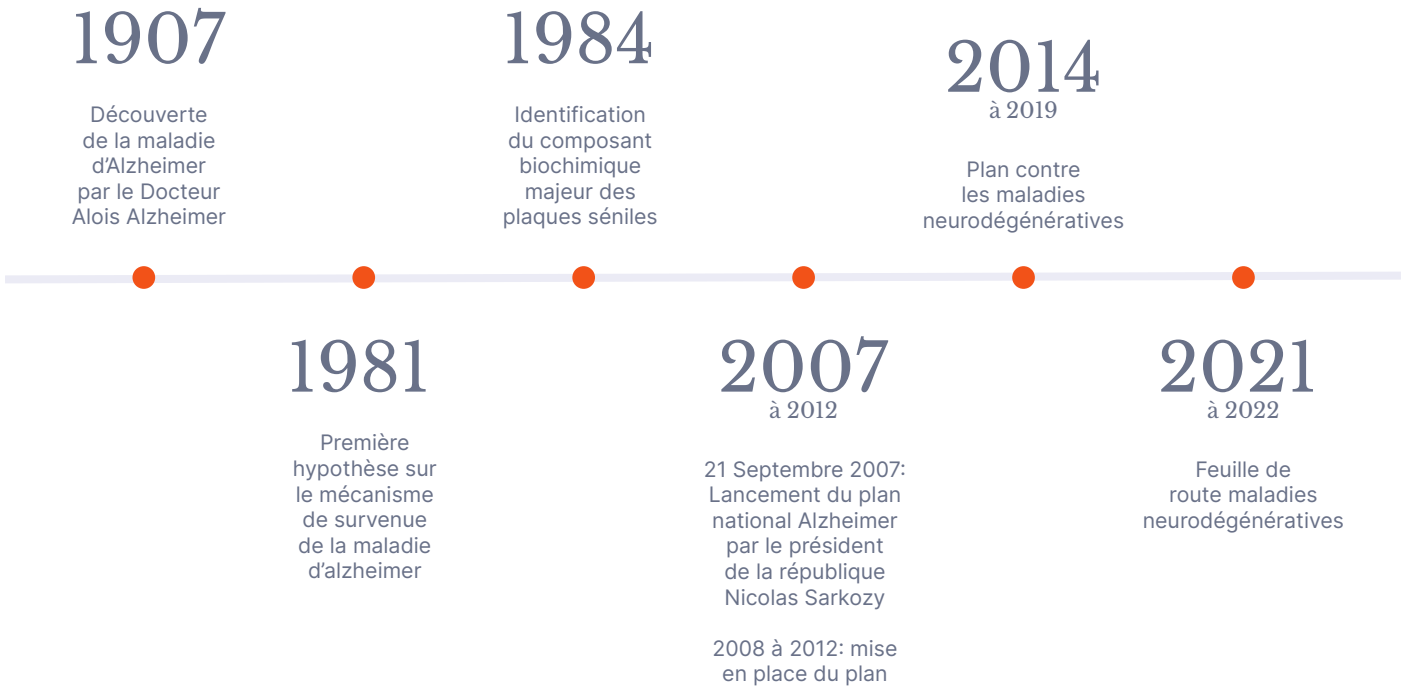 1907
Découverte
de la maladie
d’Alzheimer
par le Docteur
Alois Alzheimer
1981
Première
hypothèse sur
le mécanisme
de survenue
de la maladie
d’alzheimer
1984
Identification
du composant
biochimique
majeur des
plaques séniles
2007
à 2012
21 Septembre 2007:
Lancement du plan
national Alzheimer
par le président
de la république
Nicolas Sarkozy
2008 à 2012: mise
en place du plan
2014
à 2019
Plan contre
les maladies
neurodégénératives
2021
à 2022
Feuille de
route maladies
neurodégénératives